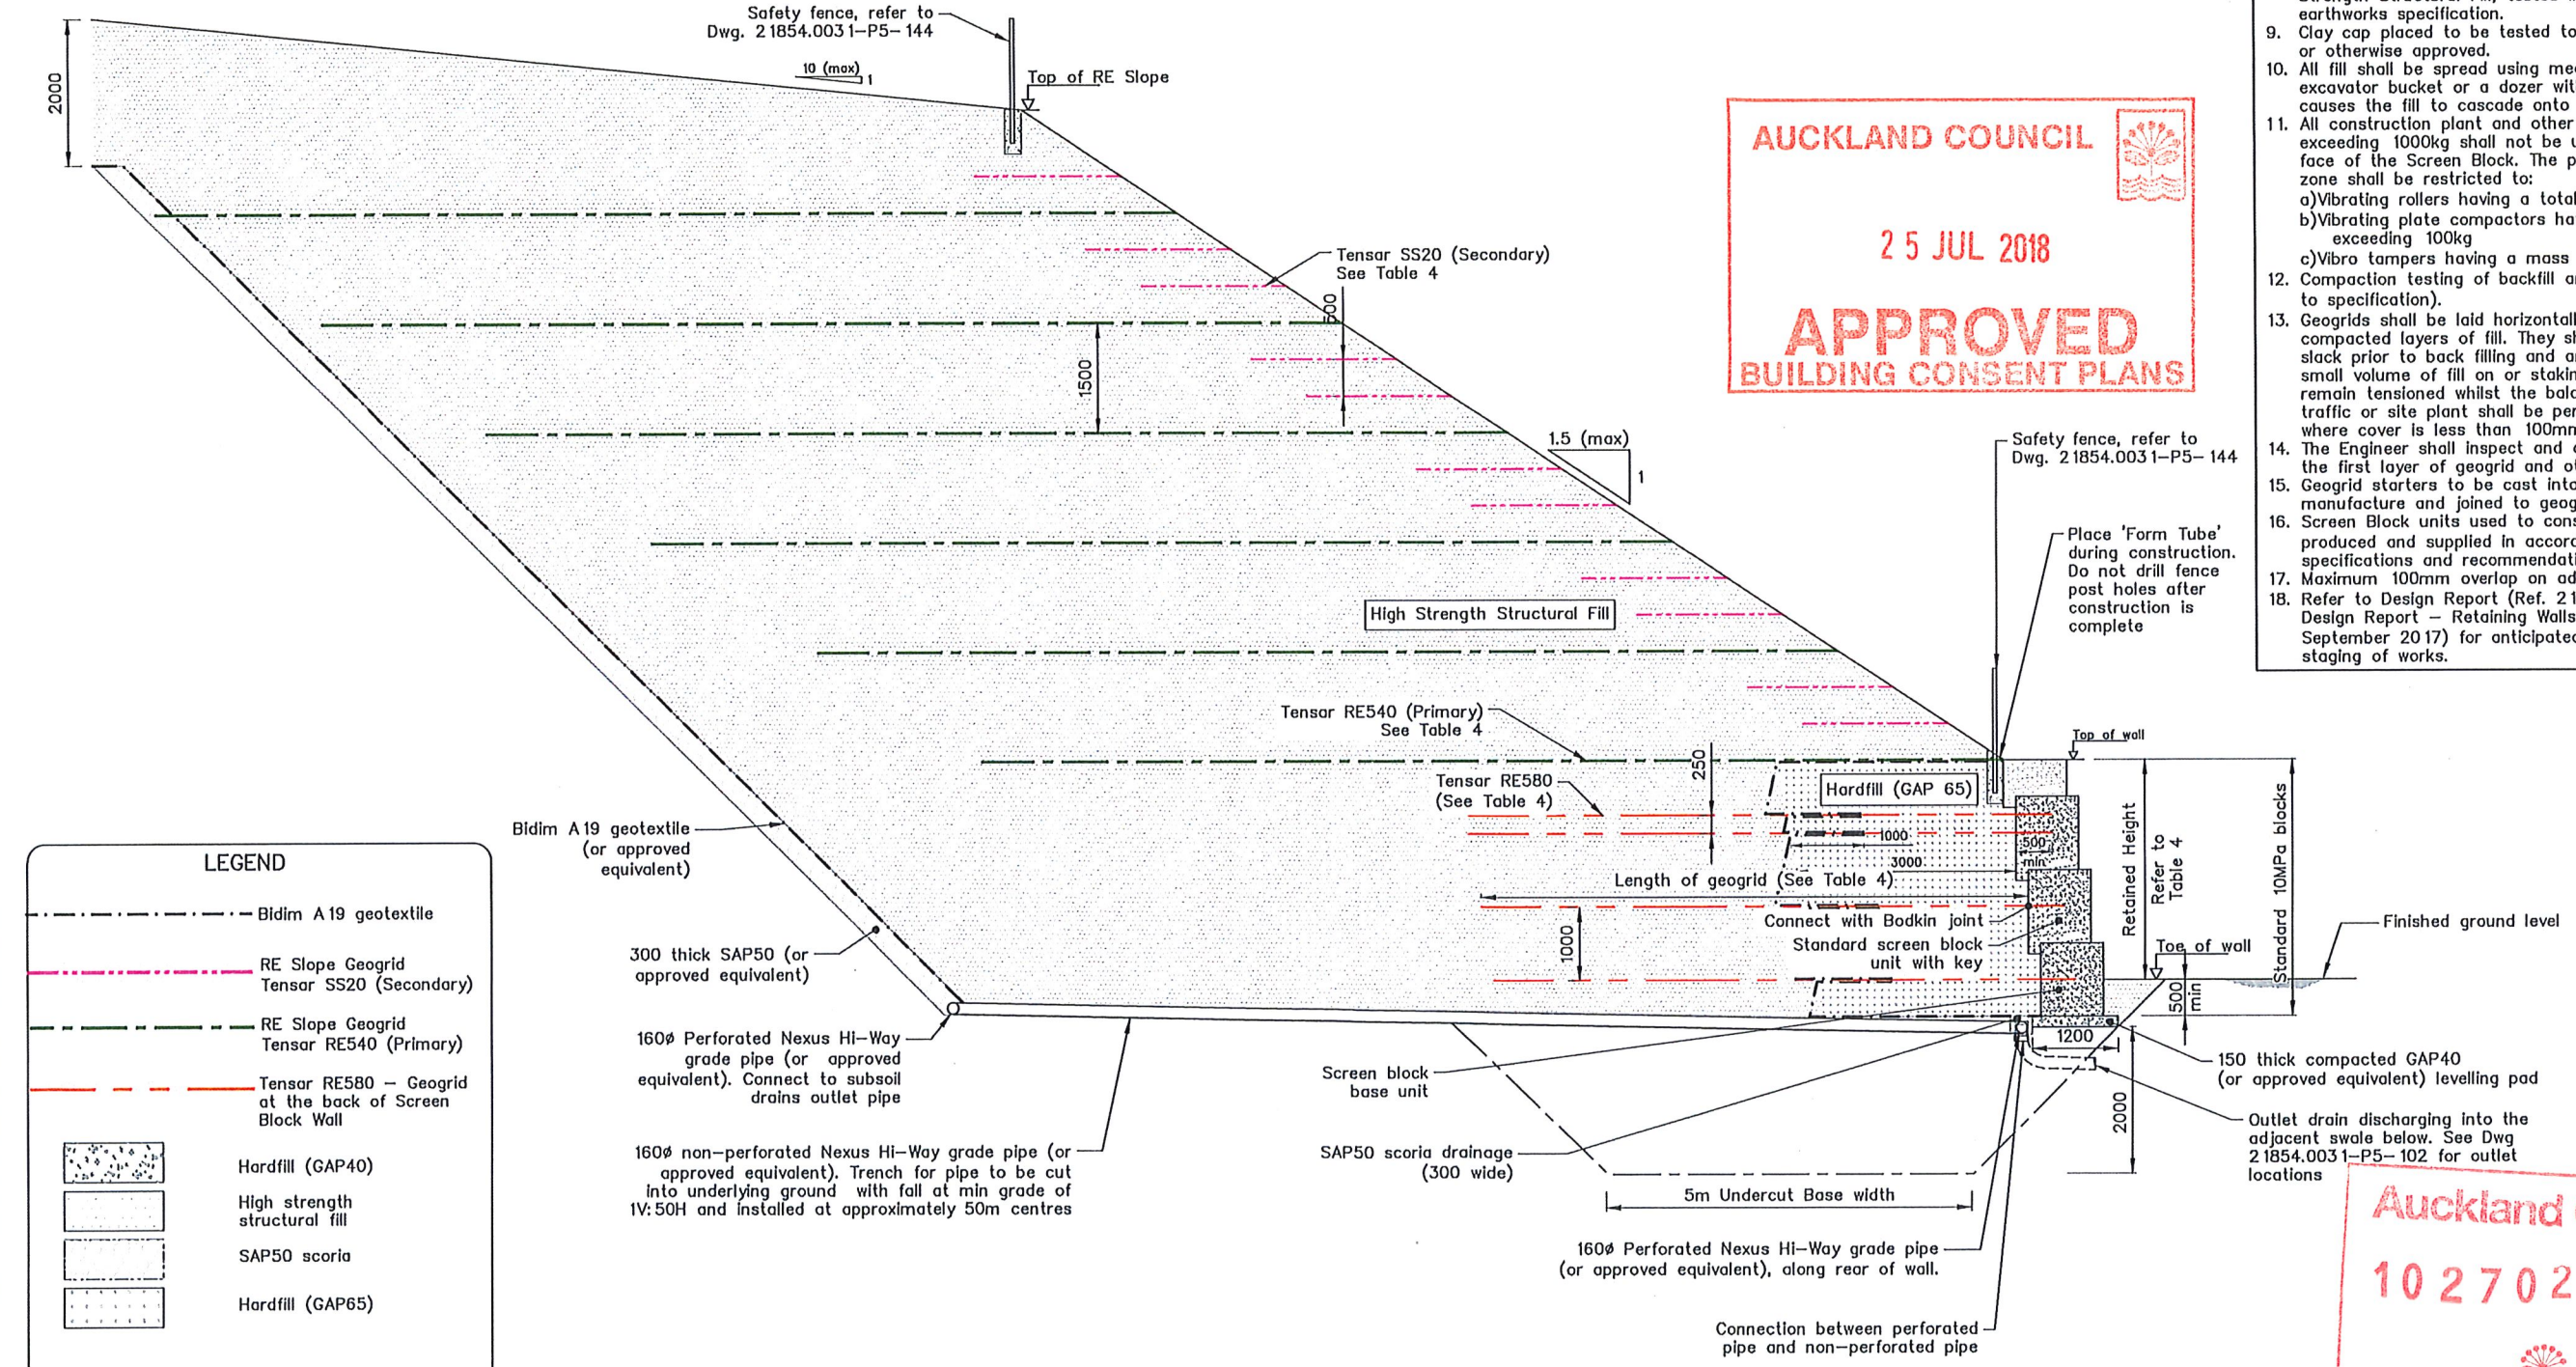 Safety fence, refer to
Dwg. 21854.0031-P5-144
2000
10 (max)
1
Top of RE Slope
Tensar SS20 (Secondary)
See Table 4
1500
1.5 (max)
1
High Strength Structural Fill
Tensar RE540 (Primary)
See Table 4
250
Tensar RE580
(See Table 4)
Hardfill (GAP 65)
1000
3000
500
min
Length of geogrid (See Table 4)
Connect with Bodkin joint
Standard screen block
unit with key
1000
Bidim A19 geotextile
(or approved
equivalent)
300 thick SAP50 (or
approved equivalent)
160ø Perforated Nexus Hi-Way
grade pipe (or approved
equivalent). Connect to subsoil
drains outlet pipe
160ø non-perforated Nexus Hi-Way grade pipe (or
approved equivalent). Trench for pipe to be cut
into underlying ground with fall at min grade of
1V:50H and installed at approximately 50m centres
Screen block
base unit
SAP50 scoria drainage
(300 wide)
5m Undercut Base width
160ø Perforated Nexus Hi-Way grade pipe
(or approved equivalent), along rear of wall.
Connection between perforated
pipe and non-perforated pipe
AUCKLAND COUNCIL
25 JUL 2018
APPROVED
BUILDING CONSENT PLANS
Safety fence, refer to
Dwg. 21854.0031-P5-144
Place 'Form Tube'
during construction.
Do not drill fence
post holes after
construction is
complete
Top of wall
Retained Height
Refer to
Table 4
Standard 10MPa blocks
Toe of wall
Finished ground level
500
min
1200
2000
150 thick compacted GAP40
(or approved equivalent) levelling pad
Outlet drain discharging into the
adjacent swale below. See Dwg
21854.0031-P5-102 for outlet
locations
earthworks specification.
9. Clay cap placed to be tested to
or otherwise approved.
10. All fill shall be spread using
excavator bucket or a dozer
causes the fill to cascade onto
11. All construction plant and other
exceeding 1000kg shall not be
face of the Screen Block. The
zone shall be restricted to:
a)Vibrating rollers having a total
b)Vibrating plate compactors
exceeding 100kg
c)Vibro tampers having a mass
12. Compaction testing of backfill
to specification).
13. Geogrids shall be laid
compacted layers of fill. They
slack prior to back filling and
small volume of fill on or
remain tensioned whilst the
traffic or site plant shall be
where cover is less than 100mm
14. The Engineer shall inspect and
the first layer of geogrid and
15. Geogrid starters to be cast
manufacture and joined to
16. Screen Block units used to
produced and supplied in
specifications and
17. Maximum 100mm overlap on
18. Refer to Design Report (Ref. 21
Design Report - Retaining Walls
September 2017) for
staging of works.
LEGEND
Bidim A19 geotextile
RE Slope Geogrid
Tensar SS20 (Secondary)
RE Slope Geogrid
Tensar RE540 (Primary)
Tensar RE580 - Geogrid
at the back of Screen
Block Wall
Hardfill (GAP40)
High strength
structural fill
SAP50 scoria
Hardfill (GAP65)
Auckland
102702